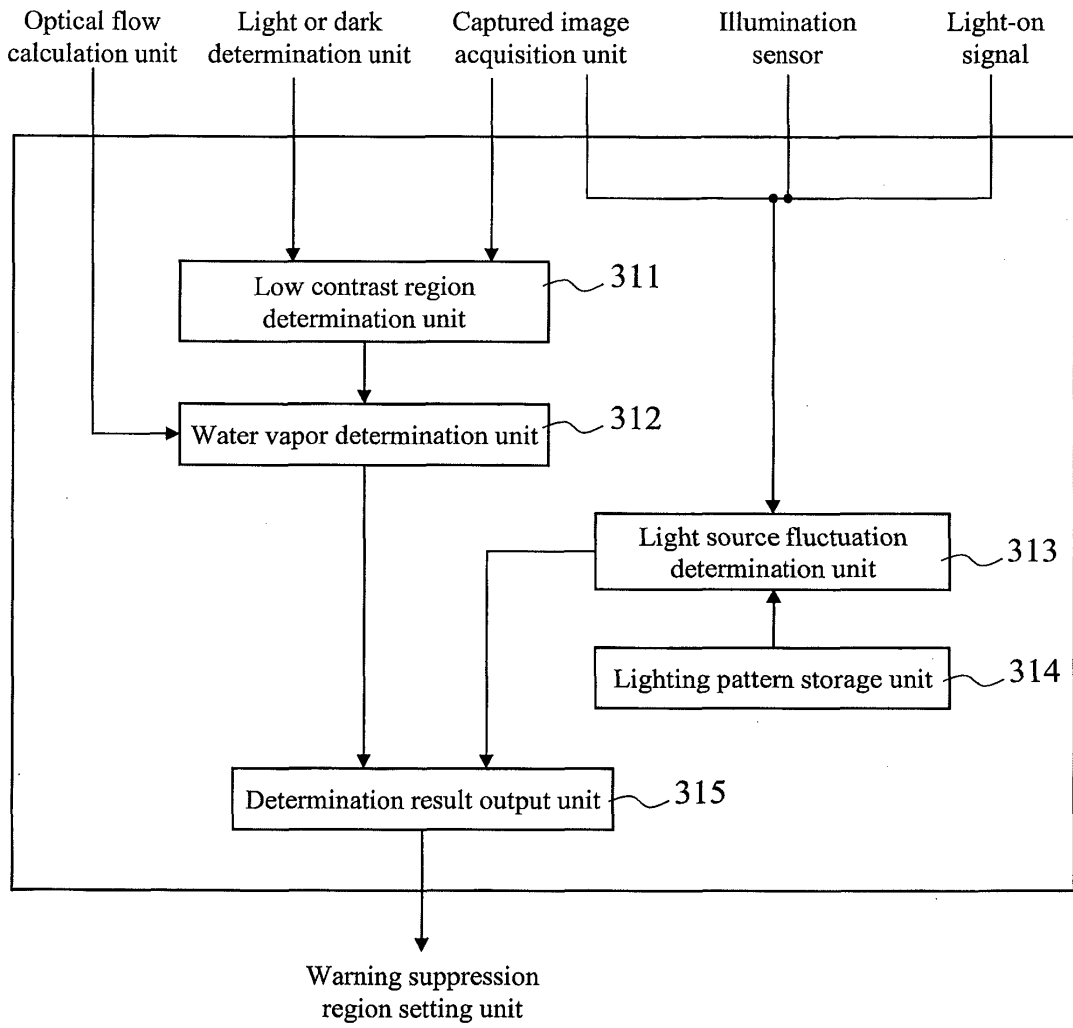 Optical flow
calculation unit
Light or dark
determination unit
Captured image
acquisition unit
Illumination
sensor
Light-on
signal
Low contrast region
determination unit
311
Water vapor determination unit
312
Light source fluctuation
determination unit
313
Lighting pattern storage unit
314
Determination result output unit
315
Warning suppression
region setting unit